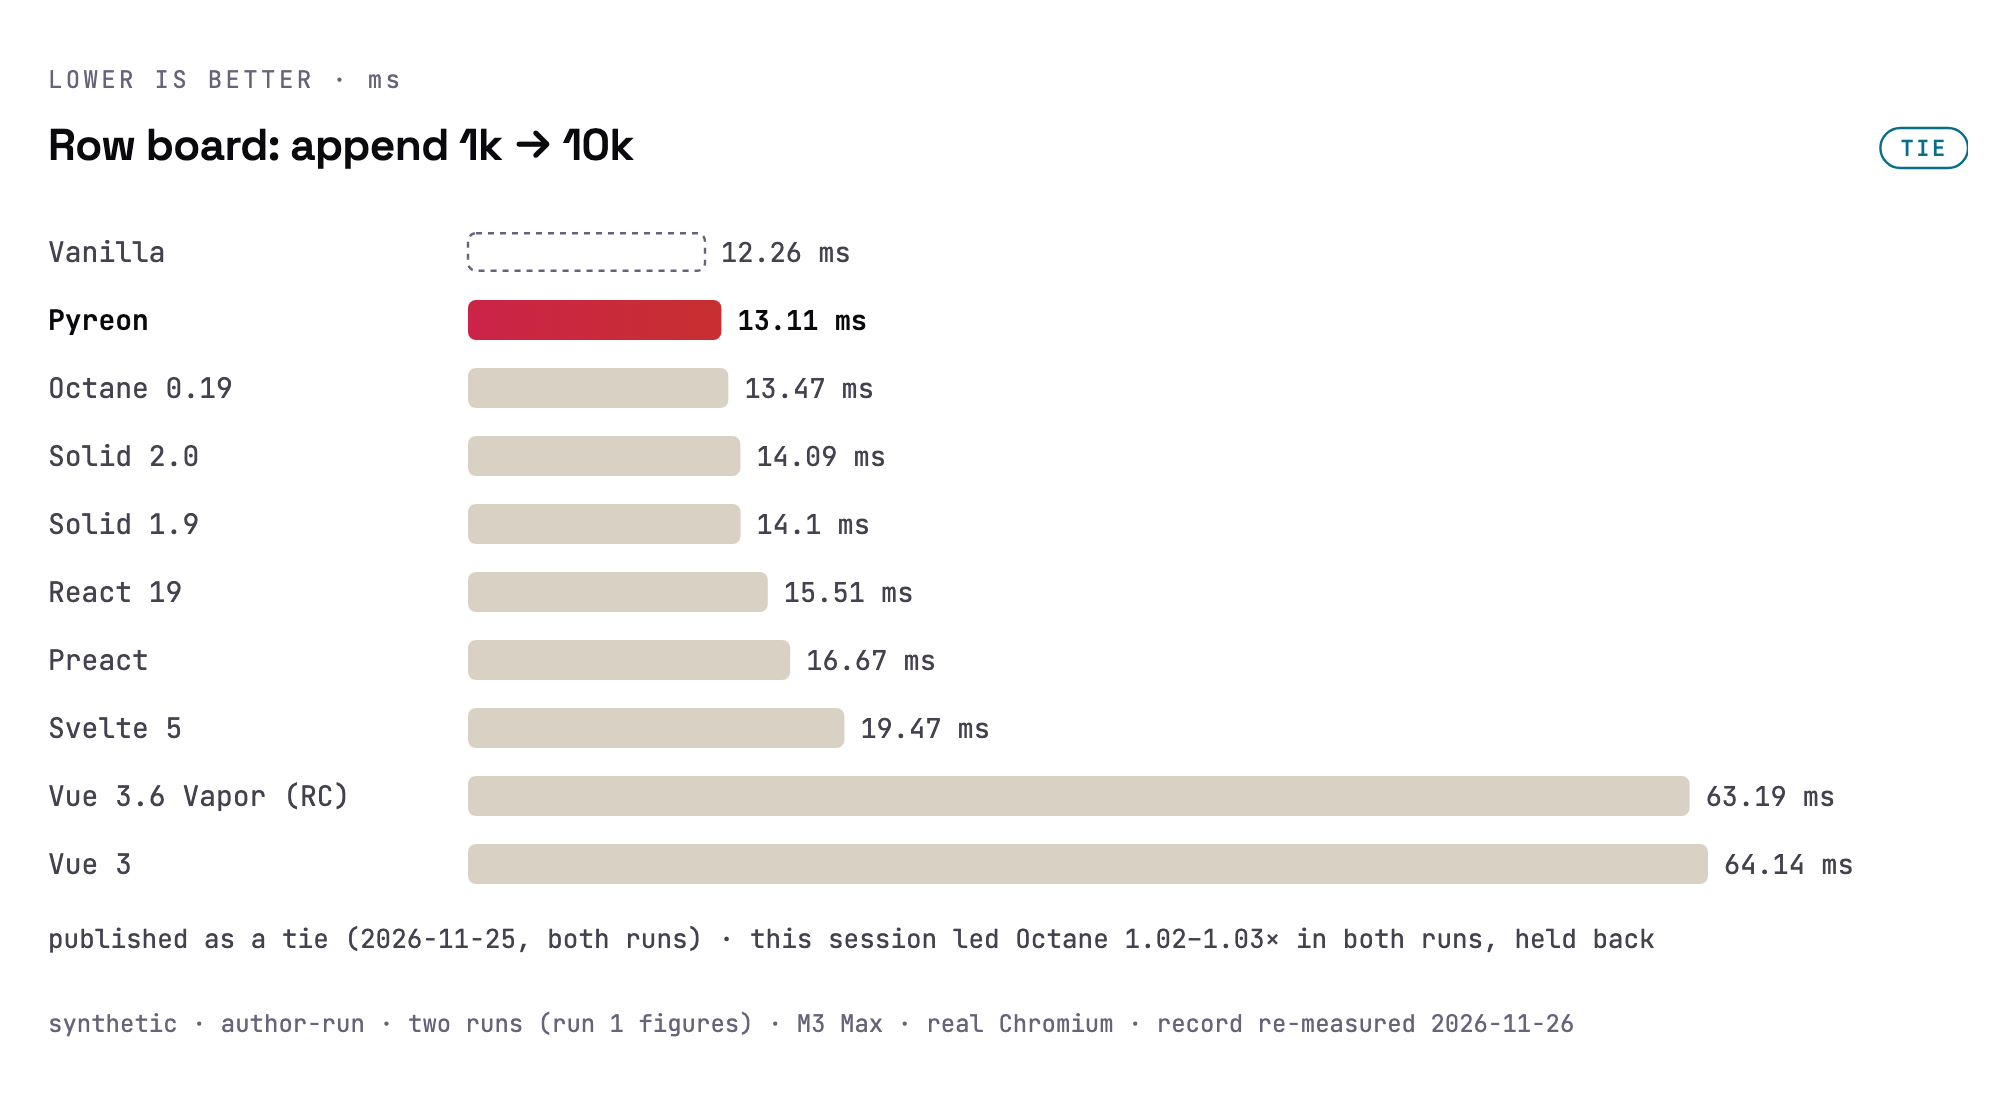 LOWER IS BETTER · ms
Row board: append 1k → 10k
TIE
Vanilla 12.26 ms
Pyreon 13.11 ms
Octane 0.19 13.47 ms
Solid 2.0 14.09 ms
Solid 1.9 14.1 ms
React 19 15.51 ms
Preact 16.67 ms
Svelte 5 19.47 ms
Vue 3.6 Vapor (RC) 63.19 ms
Vue 3 64.14 ms
published as a tie (2026-11-25, both runs) · this session led Octane 1.02–1.03× in both runs, held back
synthetic · author-run · two runs (run 1 figures) · M3 Max · real Chromium · record re-measured 2026-11-26